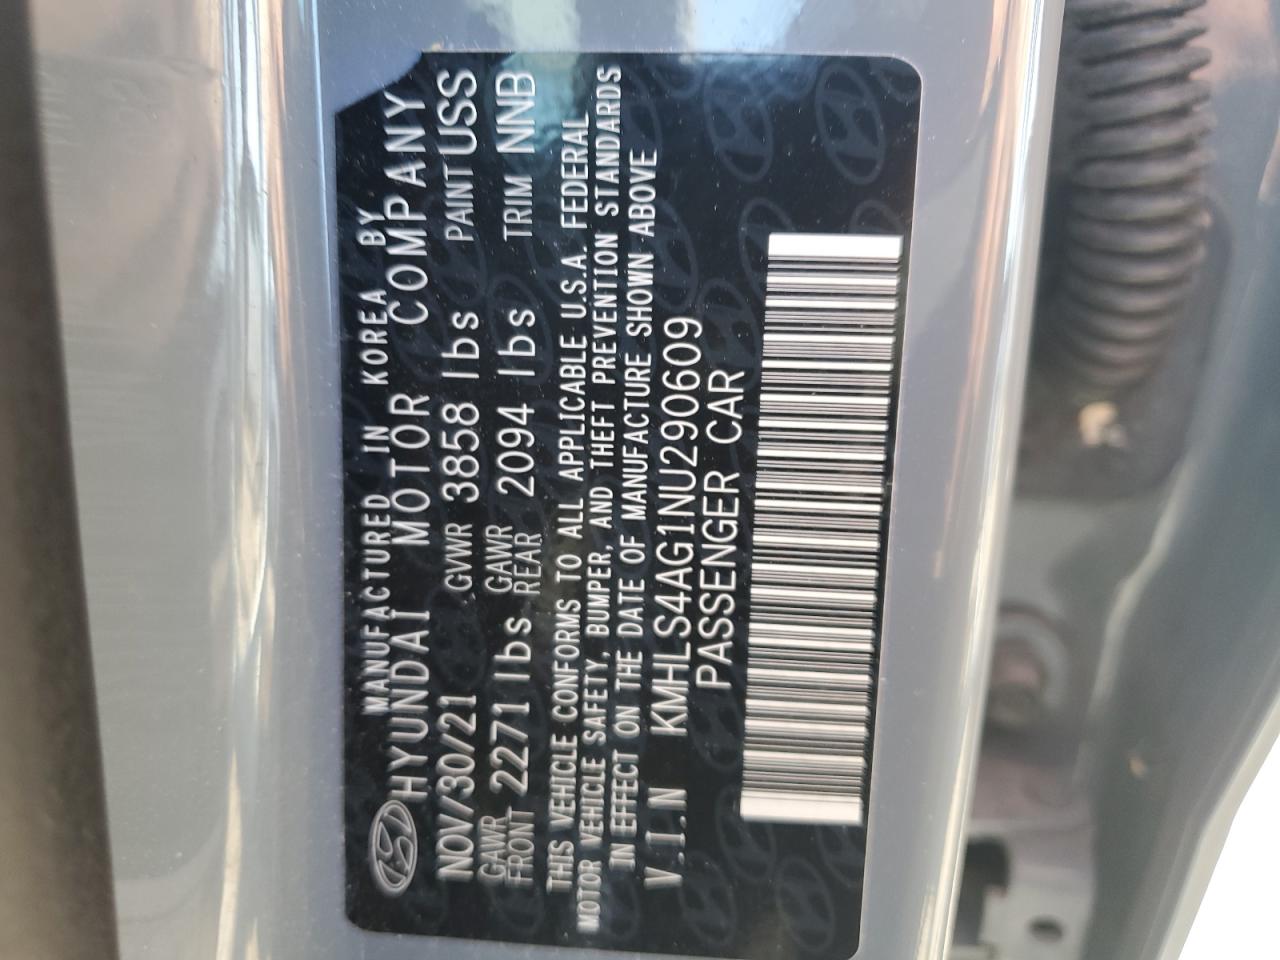 MANUFACTURED IN KOREA BY
HYUNDAI MOTOR COMPANY
NOV/30/21 GVWR 3858 lbs PAINT USS
GAWR FRONT 2271 lbs GAWR REAR 2094 lbs TRIM NNB
THIS VEHICLE CONFORMS TO ALL APPLICABLE U.S.A. FEDERAL
MOTOR VEHICLE SAFETY, BUMPER, AND THEFT PREVENTION STANDARDS
IN EFFECT ON THE DATE OF MANUFACTURE SHOWN ABOVE
V.I.N KMHLS4AG1NU290609
PASSENGER CAR